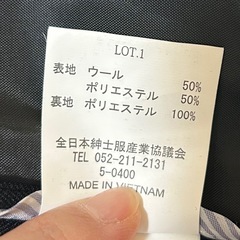 LOT.1
表地 ウール 50%
ポリエステル 50%
裏地 ポリエステル 100%
全日本紳士服産業協議会
TEL 052-211-2131
5-0400
MADE IN VIETNAM